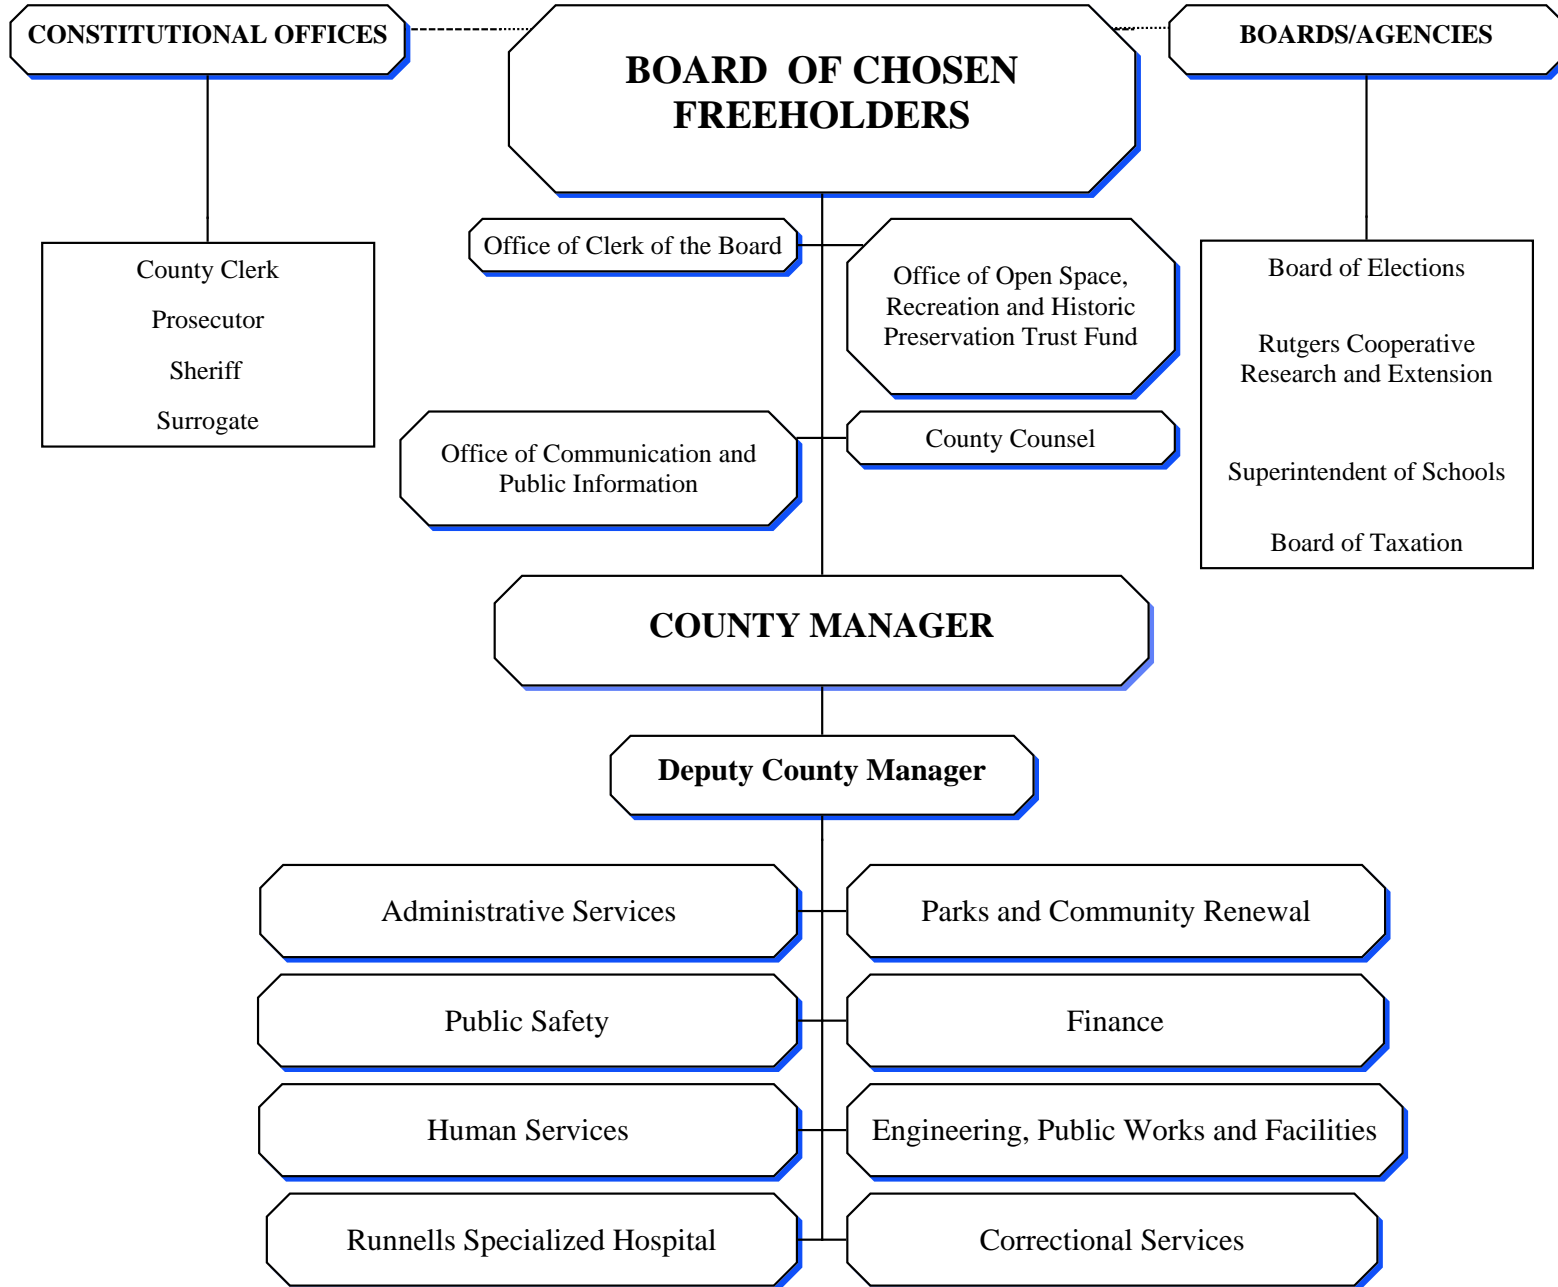 CONSTITUTIONAL OFFICES
BOARD OF CHOSEN
FREEHOLDERS
BOARDS/AGENCIES
County Clerk
Prosecutor
Sheriff
Surrogate
Office of Clerk of the Board
Office of Open Space,
Recreation and Historic
Preservation Trust Fund
Office of Communication and
Public Information
County Counsel
Board of Elections
Rutgers Cooperative
Research and Extension
Superintendent of Schools
Board of Taxation
COUNTY MANAGER
Deputy County Manager
Administrative Services
Parks and Community Renewal
Public Safety
Finance
Human Services
Engineering, Public Works and Facilities
Runnells Specialized Hospital
Correctional Services